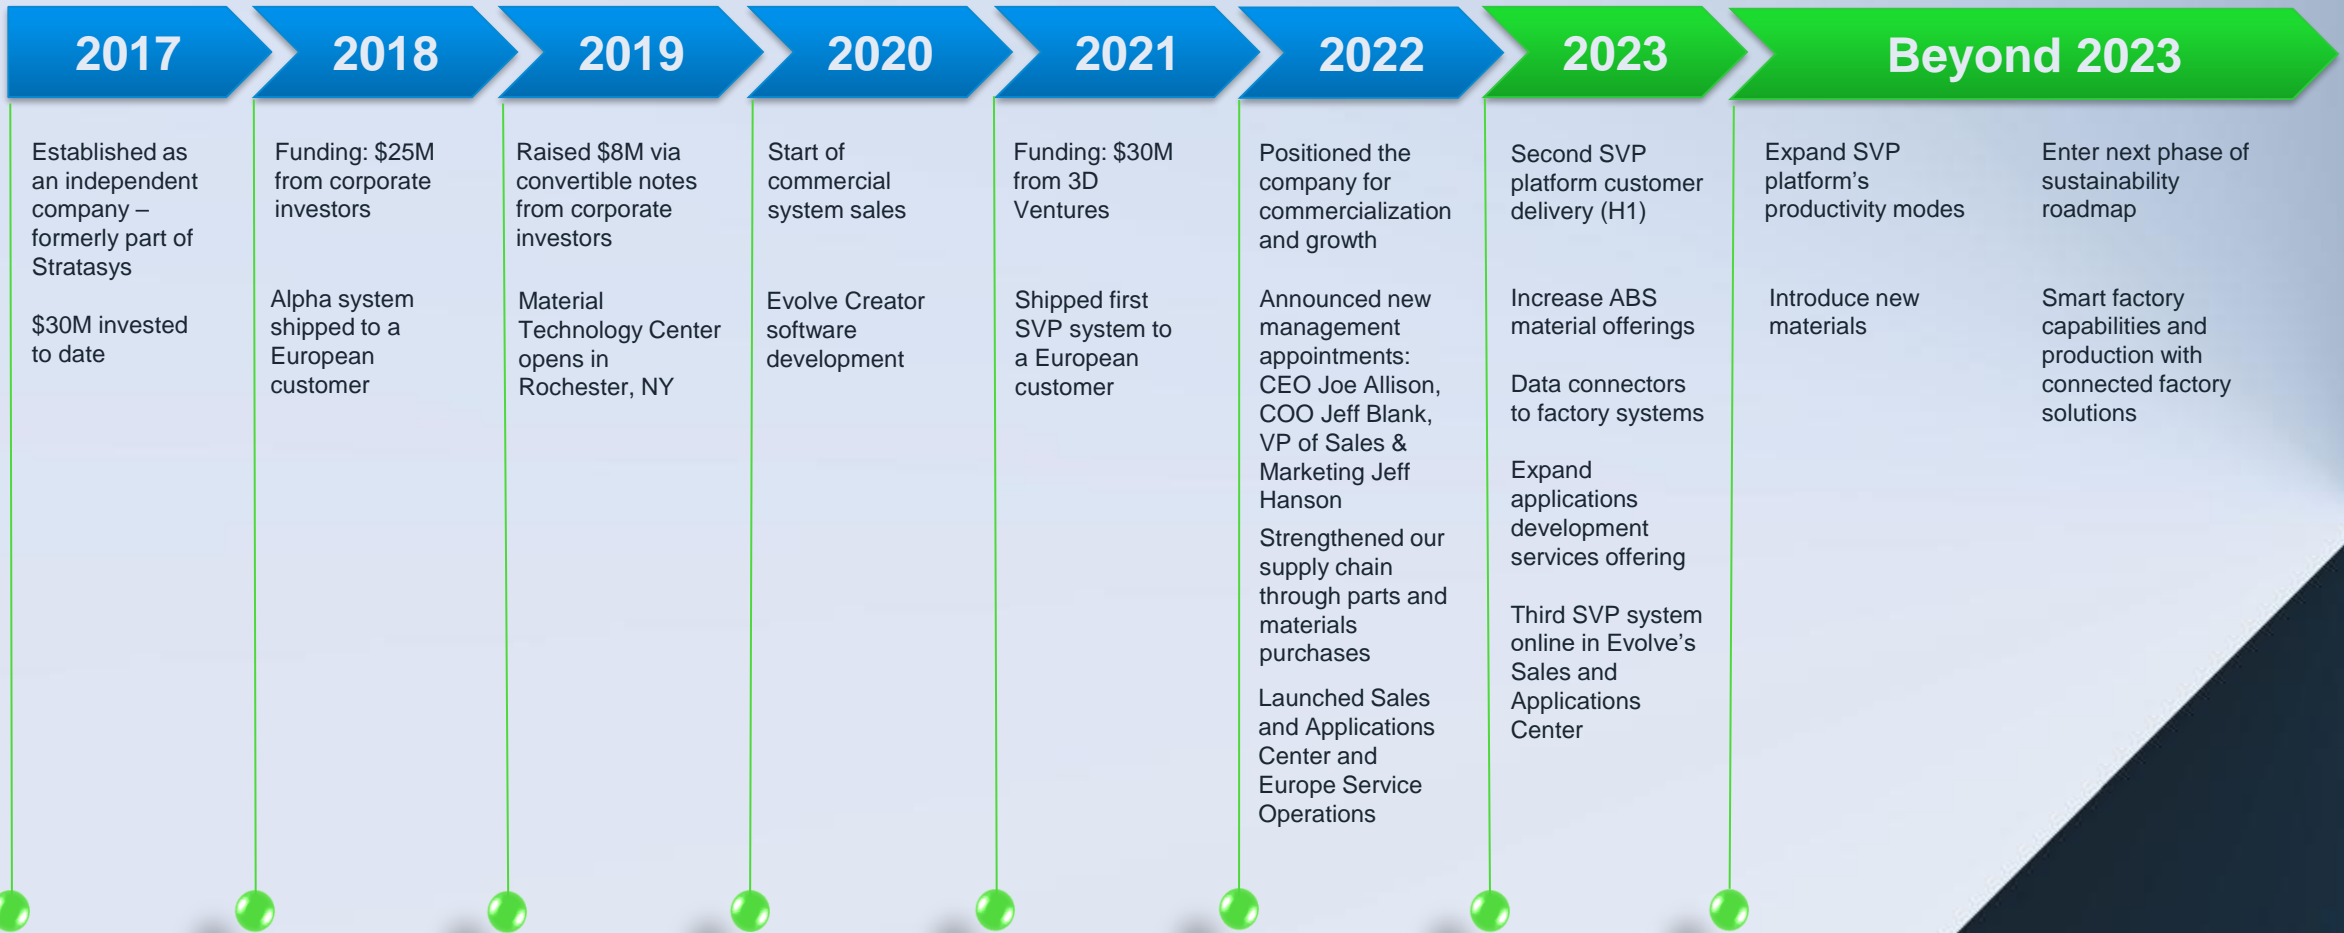 2017
Established as
an independent
company –
formerly part of
Stratasys
$30M invested
to date
2018
Funding: $25M
from corporate
investors
Alpha system
shipped to a
European
customer
2019
Raised $8M via
convertible notes
from corporate
investors
Material
Technology Center
opens in
Rochester, NY
2020
Start of
commercial
system sales
Evolve Creator
software
development
2021
Funding: $30M
from 3D
Ventures
Shipped first
SVP system to
a European
customer
2022
Positioned the
company for
commercialization
and growth
Announced new
management
appointments:
CEO Joe Allison,
COO Jeff Blank,
VP of Sales &
Marketing Jeff
Hanson
Strengthened our
supply chain
through parts and
materials
purchases
Launched Sales
and Applications
Center and
Europe Service
Operations
2023
Second SVP
platform customer
delivery (H1)
Increase ABS
material offerings
Data connectors
to factory systems
Expand
applications
development
services offering
Third SVP system
online in Evolve’s
Sales and
Applications
Center
Beyond 2023
Expand SVP
platform’s
productivity modes
Introduce new
materials
Enter next phase of
sustainability
roadmap
Smart factory
capabilities and
production with
connected factory
solutions